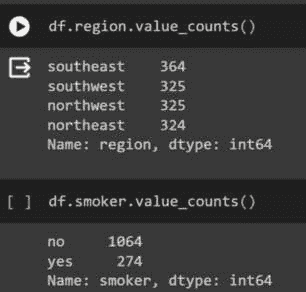 df.region.value_counts()
southeast    364
southwest    325
northwest    325
northeast    324
Name: region, dtype: int64
[ ] df.smoker.value_counts()
no     1064
yes     274
Name: smoker, dtype: int64